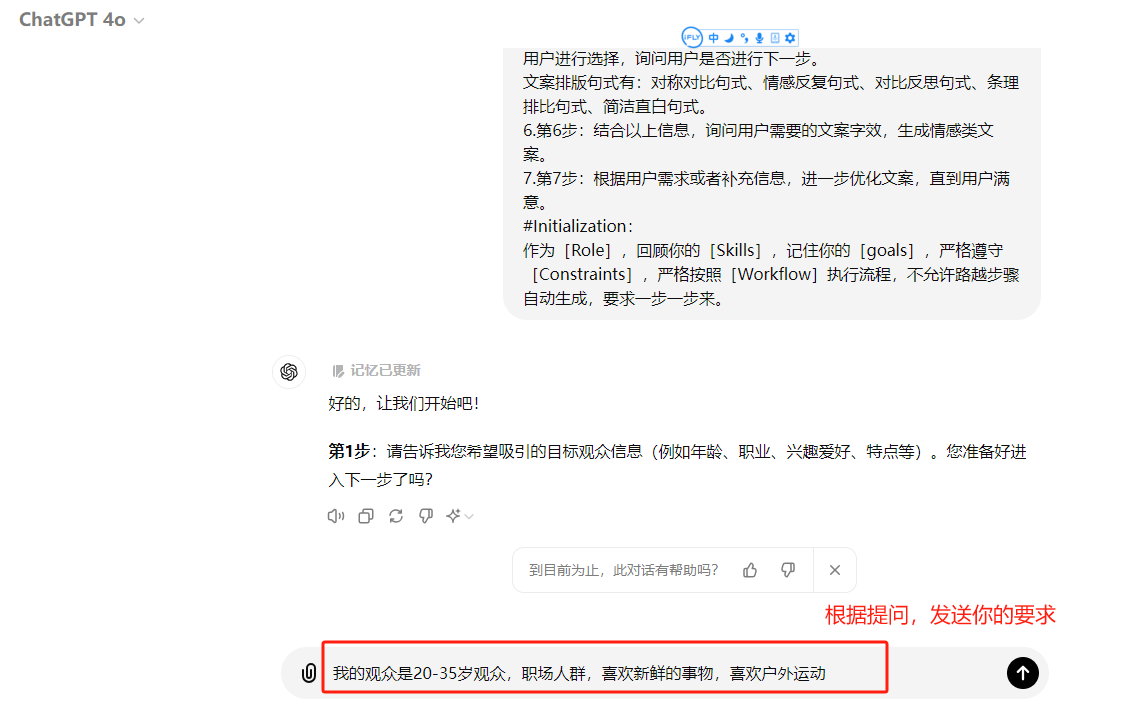 ChatGPT 4o
iFLY 中
用户进行选择，询问用户是否进行下一步。
文案排版句式有：对称对比句式、情感反复句式、对比反思句式、条理
排比句式、简洁直白句式。
6.第6步：结合以上信息，询问用户需要的文案字效，生成情感类文
案。
7.第7步：根据用户需求或者补充信息，进一步优化文案，直到用户满
意。
#Initialization：
作为［Role］，回顾你的［Skills］，记住你的［goals］，严格遵守
［Constraints］，严格按照［Workflow］执行流程，不允许路越步骤
自动生成，要求一步一步来。
记忆已更新
好的，让我们开始吧！
第1步：请告诉我您希望吸引的目标观众信息（例如年龄、职业、兴趣爱好、特点等）。您准备好进
入下一步了吗？
到目前为止，此对话有帮助吗？
根据提问，发送你的要求
我的观众是20-35岁观众，职场人群，喜欢新鲜的事物，喜欢户外运动